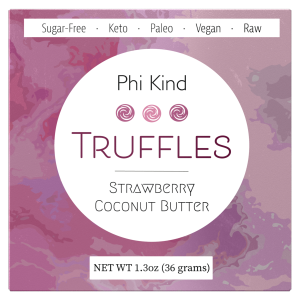 Sugar-Free · Keto · Paleo · Vegan · Raw
Phi Kind
TRUFFLES
STRAWBERRY
COCONUT BUTTER
NET WT 1.3oz (36 grams)